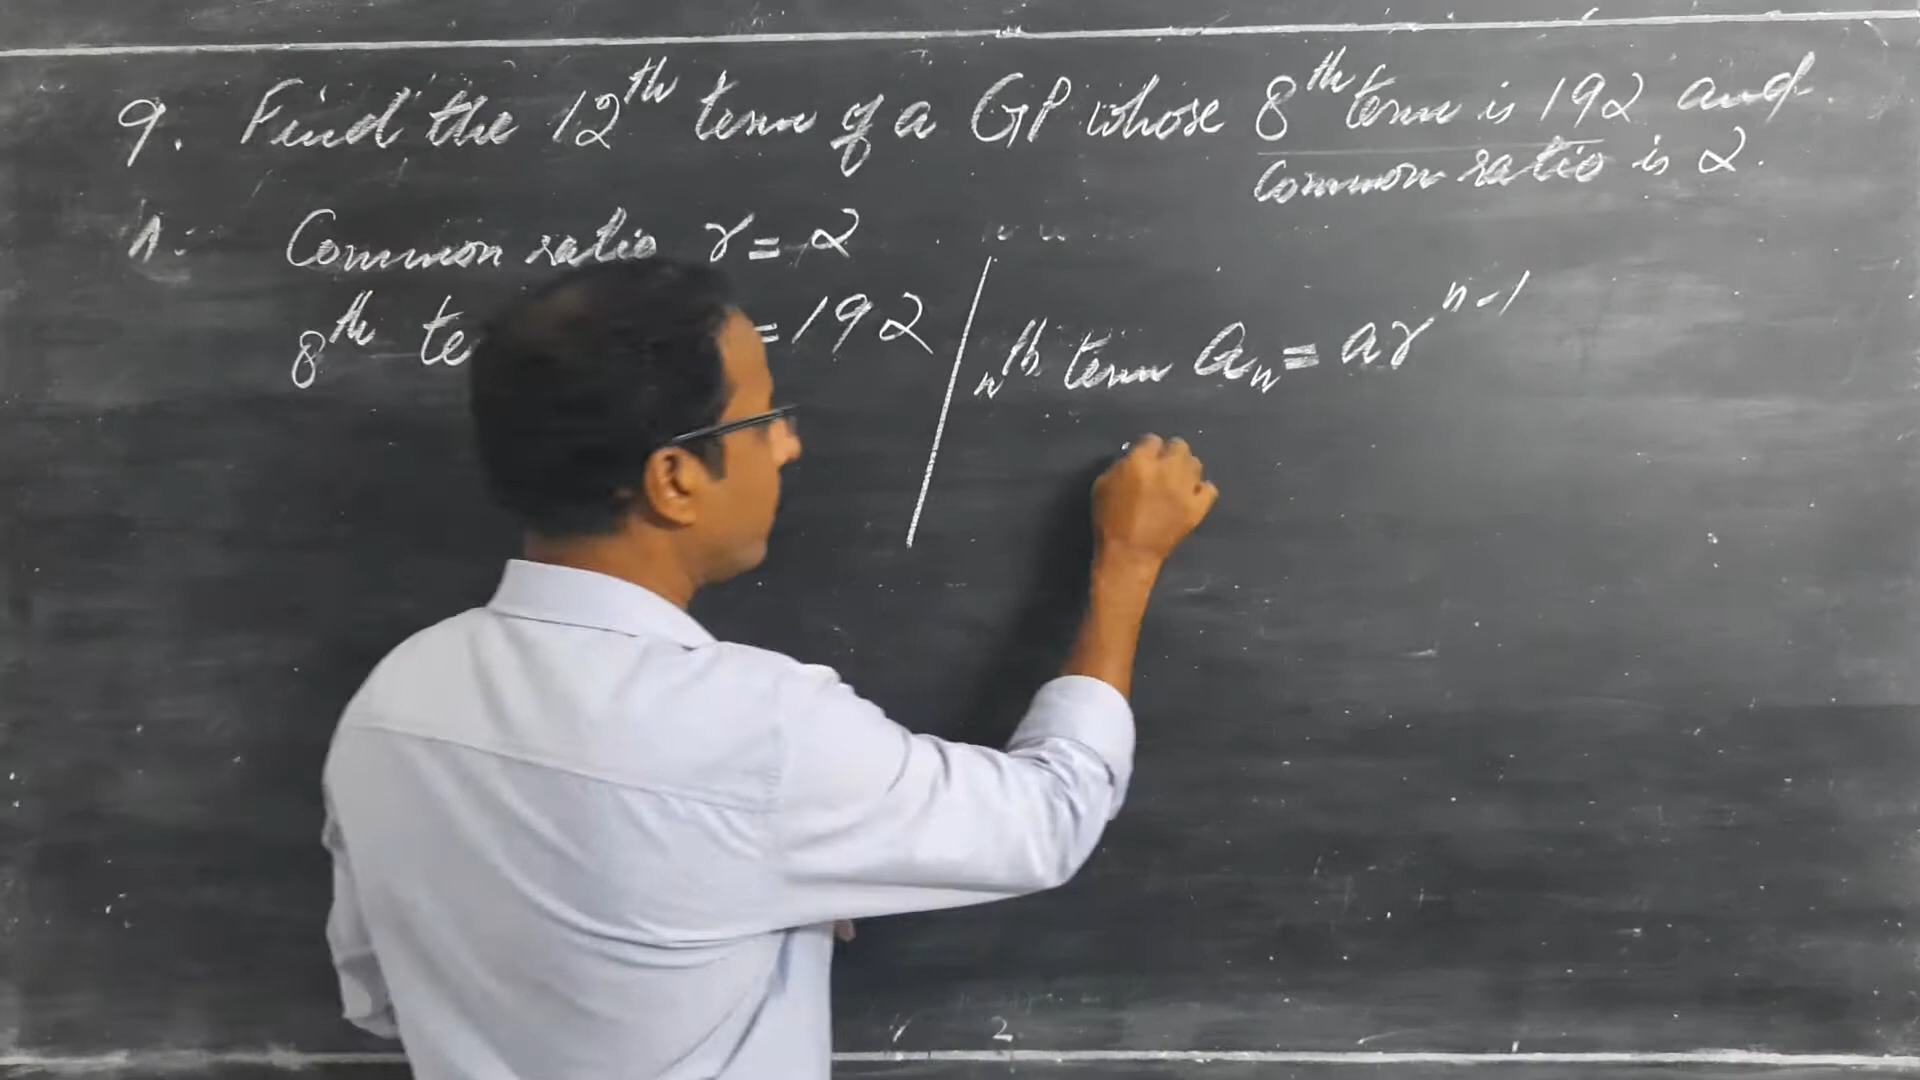 9. Find the 12th term of a GP whose 8th term is 192 and
common ratio is 2.
A: Common ratio r = 2
8th te = 192
nth term an = ar^n-1